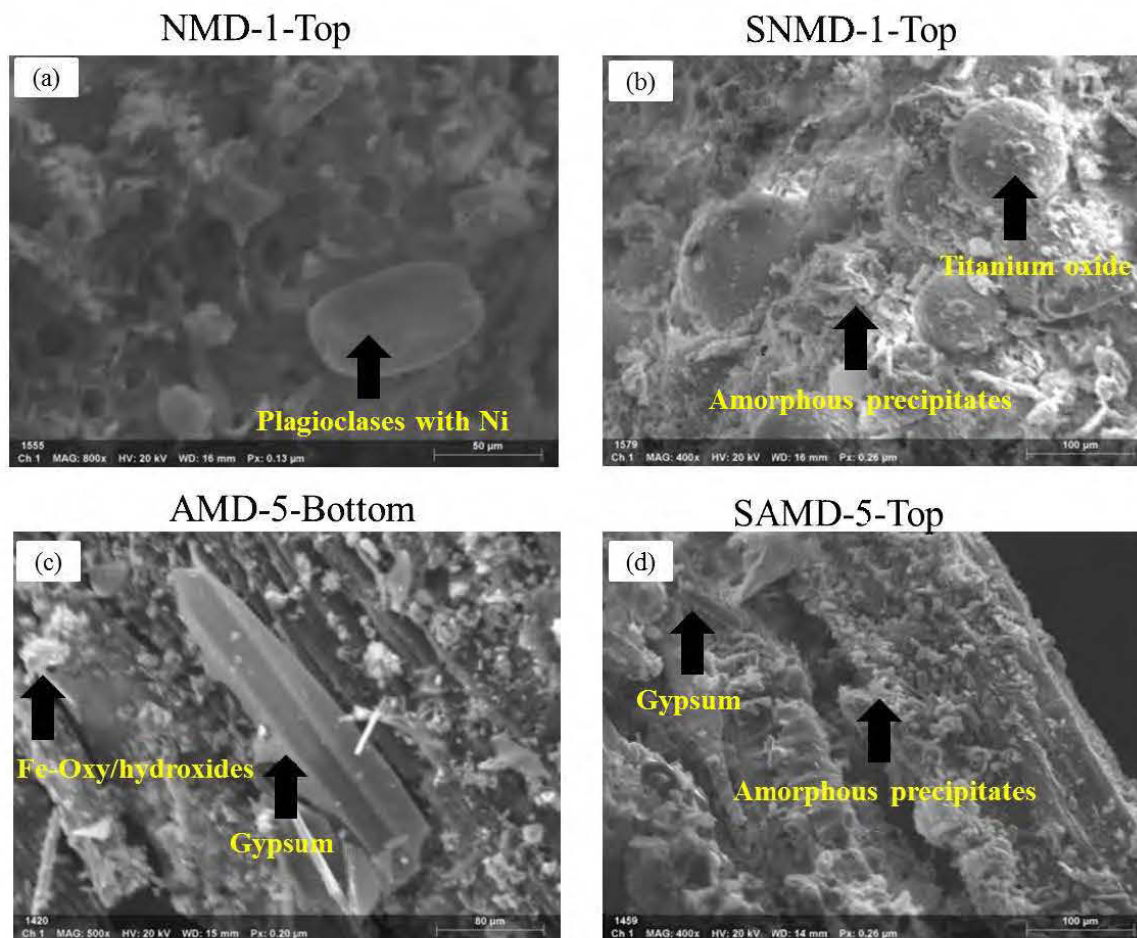 NMD-1-Top
SNMD-1-Top
(a)
Plagioclases with Ni
1555
50 µm
Ch 1 MAG: 800x HV: 20 kV WD: 16 mm Px: 0.13 µm
(b)
Titanium oxide
Amorphous precipitates
1579
100 µm
Ch 1 MAG: 400x HV: 20 kV WD: 16 mm Px: 0.26 µm
AMD-5-Bottom
SAMD-5-Top
(c)
Fe-Oxy/hydroxides
Gypsum
1420
80 µm
Ch 1 MAG: 500x HV: 20 kV WD: 15 mm Px: 0.20 µm
(d)
Gypsum
Amorphous precipitates
1459
100 µm
Ch 1 MAG: 400x HV: 20 kV WD: 14 mm Px: 0.26 µm